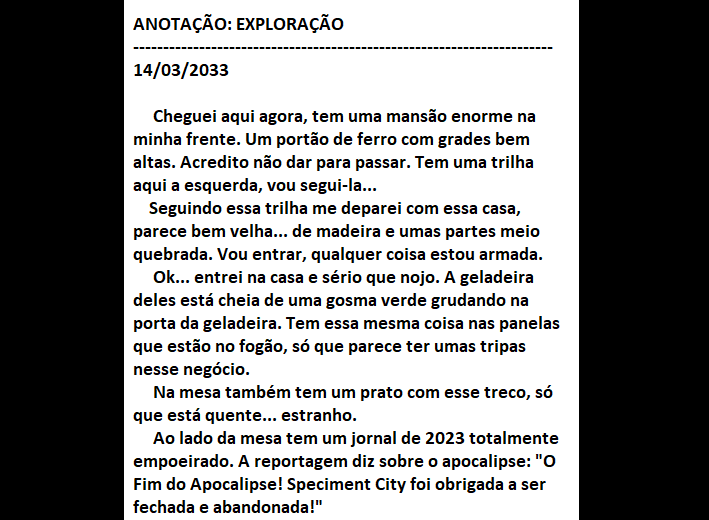 ANOTAÇÃO: EXPLORAÇÃO
----------------------------------------------------------------------
14/03/2033
Cheguei aqui agora, tem uma mansão enorme na
minha frente. Um portão de ferro com grades bem
altas. Acredito não dar para passar. Tem uma trilha
aqui a esquerda, vou segui-la...
Seguindo essa trilha me deparei com essa casa,
parece bem velha... de madeira e umas partes meio
quebrada. Vou entrar, qualquer coisa estou armada.
Ok... entrei na casa e sério que nojo. A geladeira
deles está cheia de uma gosma verde grudando na
porta da geladeira. Tem essa mesma coisa nas panelas
que estão no fogão, só que parece ter umas tripas
nesse negócio.
Na mesa também tem um prato com esse treco, só
que está quente... estranho.
Ao lado da mesa tem um jornal de 2023 totalmente
empoeirado. A reportagem diz sobre o apocalipse: "O
Fim do Apocalipse! Speciment City foi obrigada a ser
fechada e abandonada!"